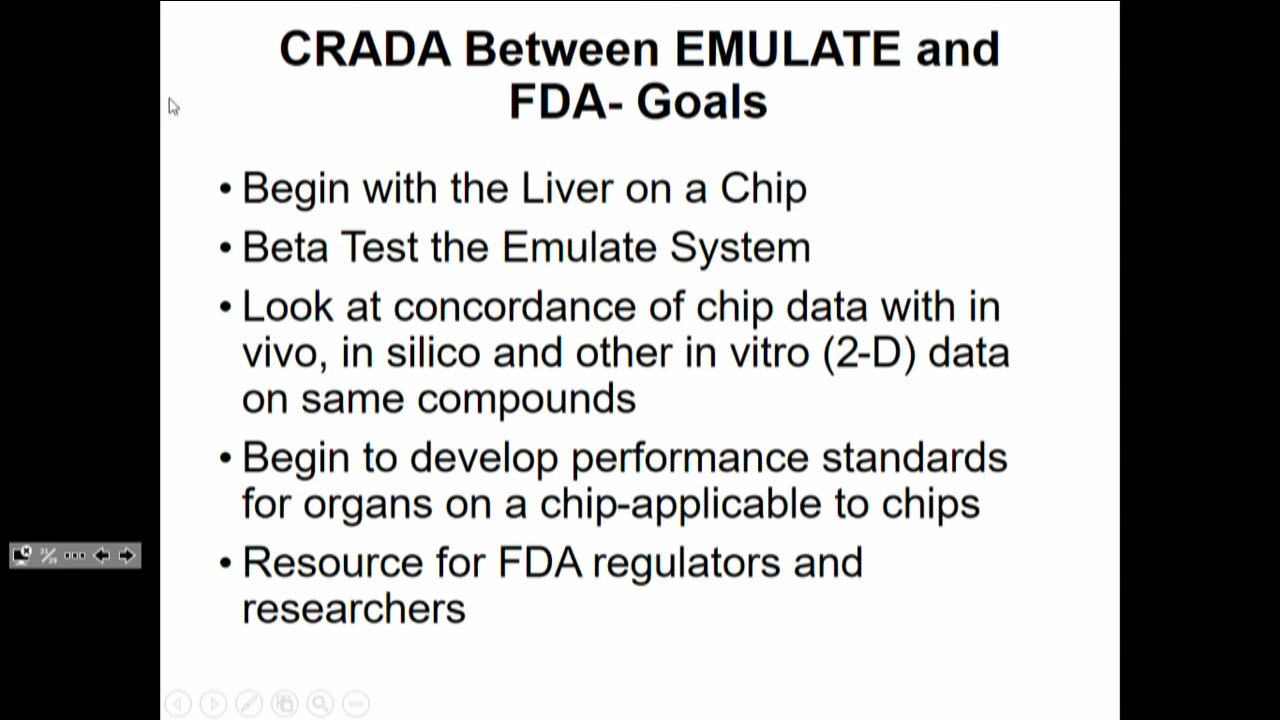 CRADA Between EMULATE and
FDA- Goals
• Begin with the Liver on a Chip
• Beta Test the Emulate System
• Look at concordance of chip data with in
vivo, in silico and other in vitro (2-D) data
on same compounds
• Begin to develop performance standards
for organs on a chip-applicable to chips
• Resource for FDA regulators and
researchers